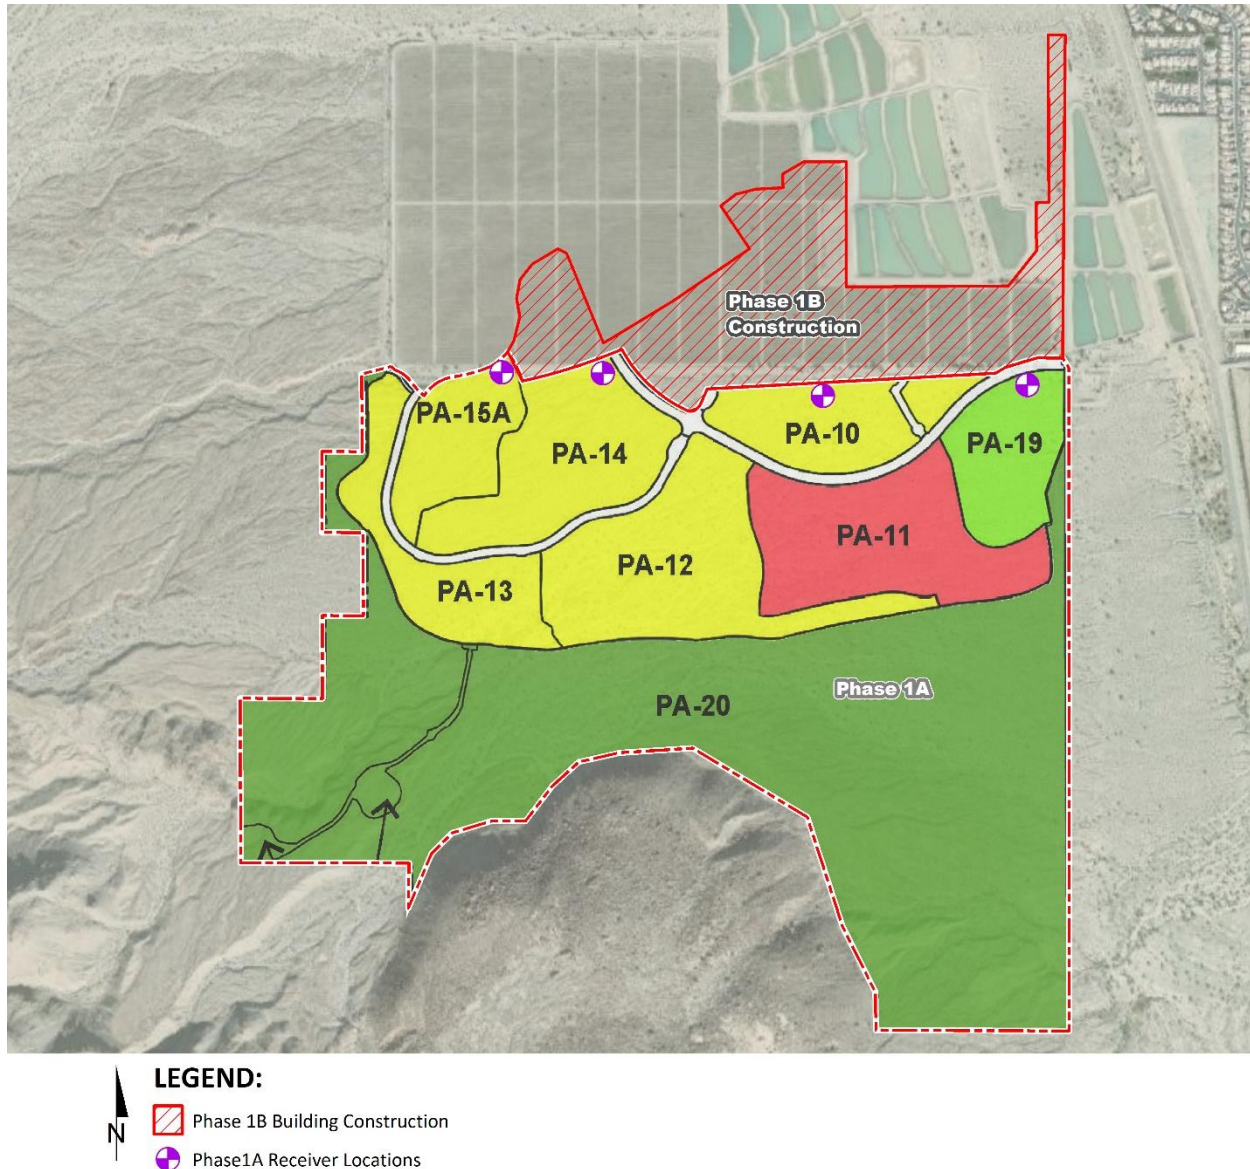 Phase 1B
Construction
PA-15A
PA-14
PA-10
PA-19
PA-11
PA-12
PA-13
PA-20
Phase 1A
LEGEND:
Phase 1B Building Construction
N
Phase1A Receiver Locations